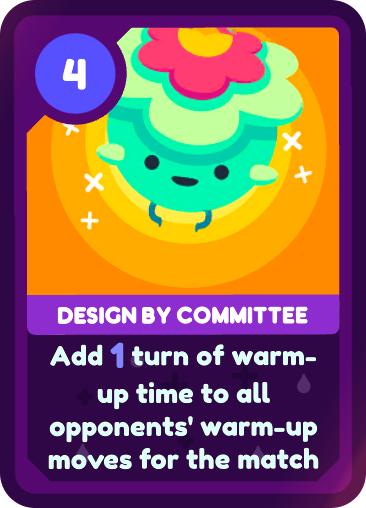 4
DESIGN BY COMMITTEE
Add 1 turn of warm-
up time to all
opponents' warm-up
moves for the match